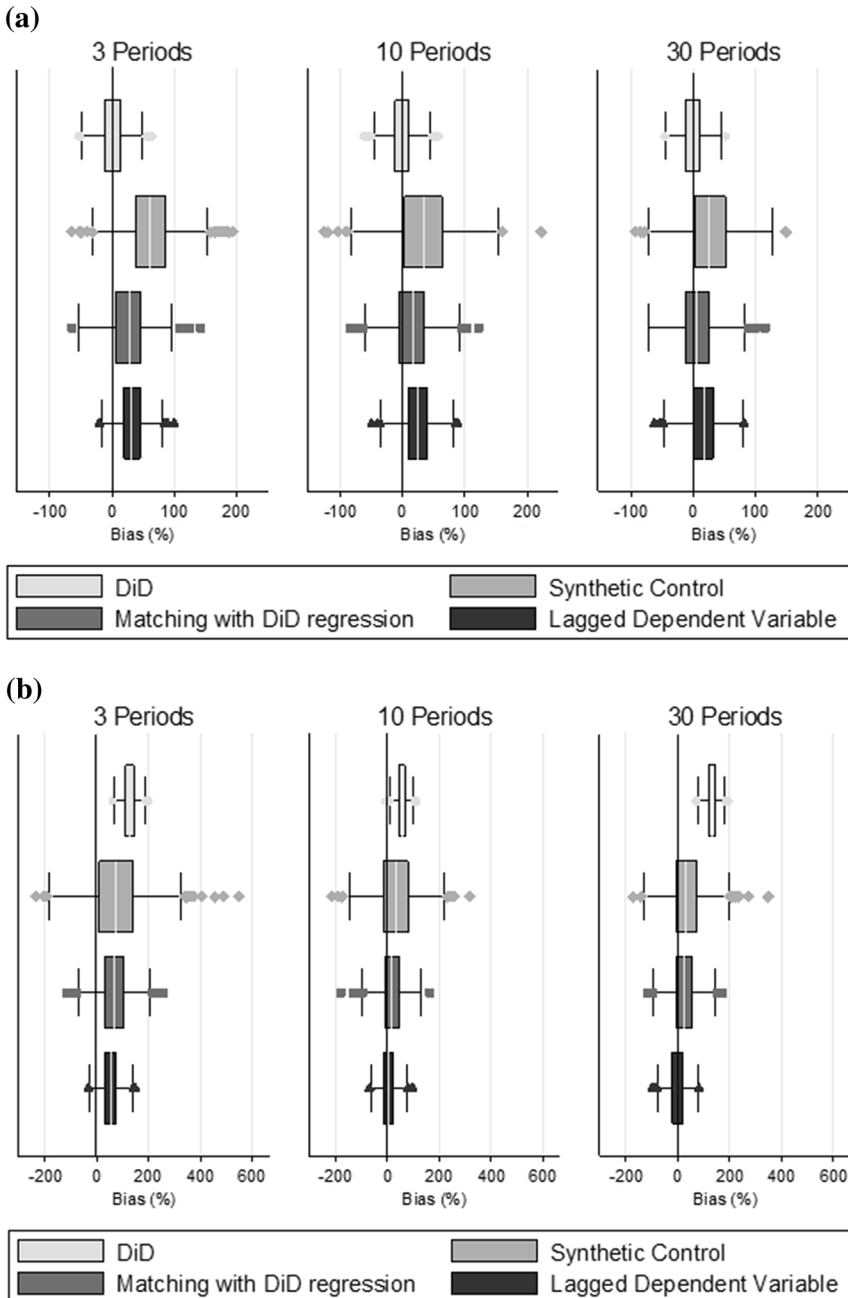 (a)
3 Periods 10 Periods 30 Periods
-100 0 100 200 -100 0 100 200 -100 0 100 200
Bias (%) Bias (%) Bias (%)
DiD Synthetic Control
Matching with DiD regression Lagged Dependent Variable
(b)
3 Periods 10 Periods 30 Periods
-200 0 200 400 600 -200 0 200 400 600 -200 0 200 400 600
Bias (%) Bias (%) Bias (%)
DiD Synthetic Control
Matching with DiD regression Lagged Dependent Variable